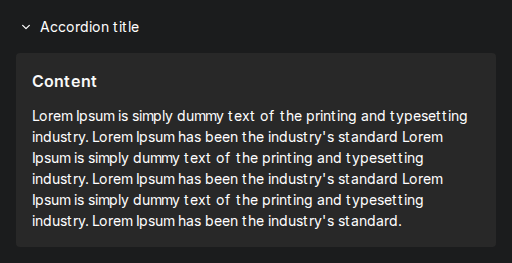 Accordion title
Content
Lorem Ipsum is simply dummy text of the printing and typesetting
industry. Lorem Ipsum has been the industry's standard Lorem
Ipsum is simply dummy text of the printing and typesetting
industry. Lorem Ipsum has been the industry's standard Lorem
Ipsum is simply dummy text of the printing and typesetting
industry. Lorem Ipsum has been the industry's standard.